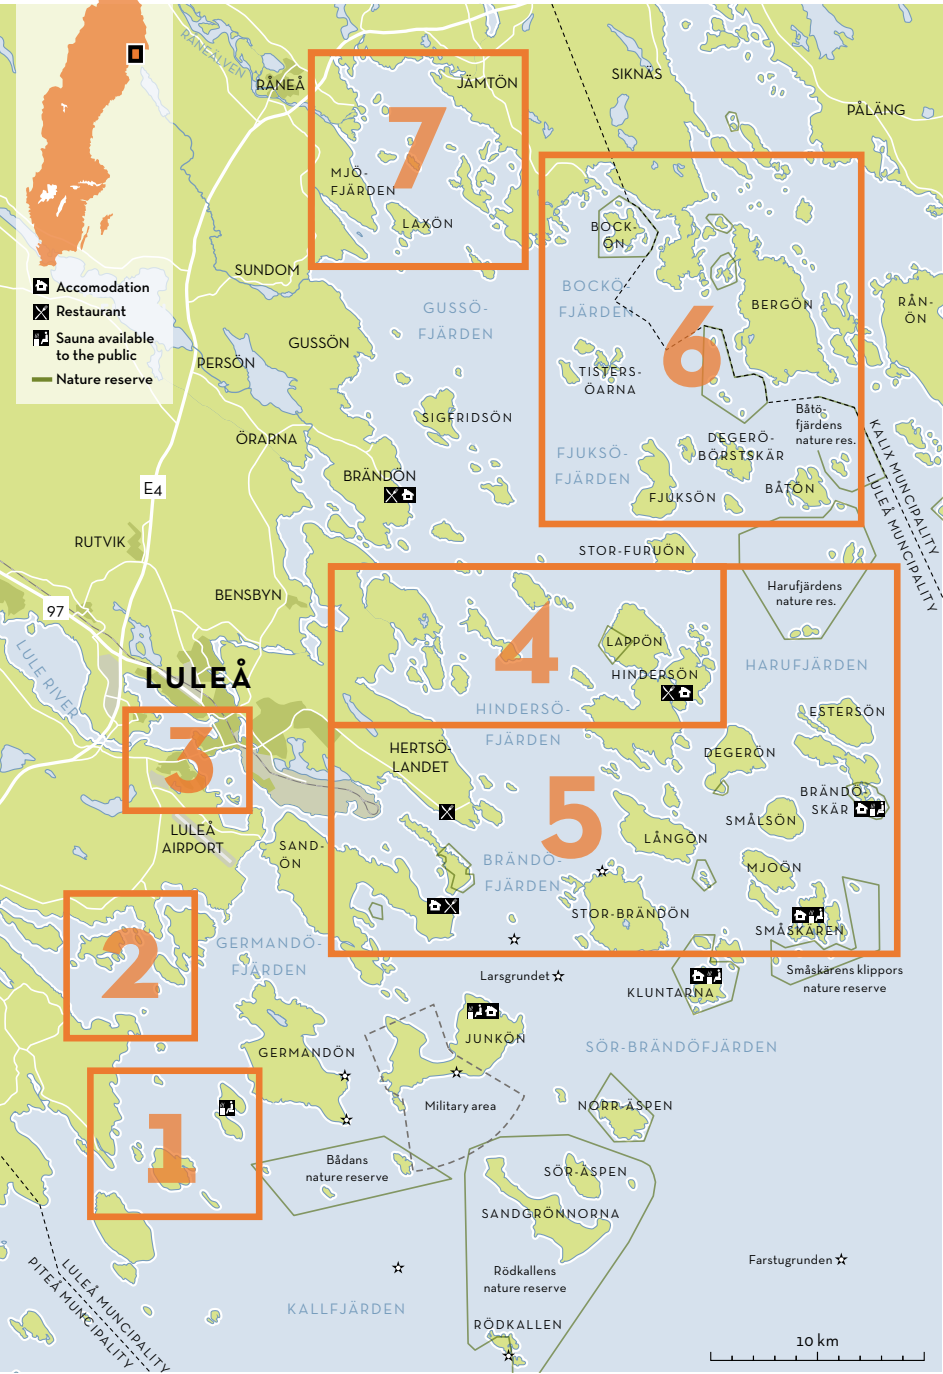 RÅNEÄLVEN
RÅNEÅ
JÄMTÖN
SIKNÄS
PÅLÄNG
7
MJÖ-
FJÄRDEN
LAXÖN
BOCK-
ÖN
SUNDOM
Accomodation
Restaurant
Sauna available
to the public
Nature reserve
GUSSÖ-
FJÄRDEN
BOCKÖ-
FJÄRDEN
BERGÖN
RÅN-
ÖN
6
GUSSÖN
PERSÖN
TISTERS-
ÖARNA
SIGFRIDSÖN
Båtö-
fjärdens
nature res.
ÖRARNA
DEGERÖ-
BÖRSTSKÄR
FJUKSÖ-
FJÄRDEN
BRÄNDÖN
E4
FJUKSÖN
BÅTÖN
KALIX MUNCIPALITY
LULEÅ MUNCIPALITY
RUTVIK
STOR-FURUÖN
BENSBYN
97
Harufjärdens
nature res.
LULE RIVER
LULEÅ
4
LAPPÖN
HINDERSÖN
HARUFJÄRDEN
HINDERSÖ-
FJÄRDEN
ESTERSÖN
3
HERTSÖ-
LANDET
DEGERÖN
5
BRÄNDÖ-
SKÄR
SMÅLSÖN
LULEÅ
AIRPORT
SAND-
ÖN
LÅNGÖN
BRÄNDÖ-
FJÄRDEN
MJOÖN
STOR-BRÄNDÖN
SMÅSKÄREN
2
GERMANDÖ-
FJÄRDEN
Larsgrundet
KLUNTARNA
Småskärens klippors
nature reserve
JUNKÖN
GERMANDÖN
SÖR-BRÄNDÖFJÄRDEN
Military area
NORR-ÄSPEN
1
Bådans
nature reserve
SÖR-ÄSPEN
SANDGRÖNNORNA
Rödkallens
nature reserve
Farstugrunden
LULEÅ MUNCIPALITY
PITEÅ MUNCIPALITY
KALLFJÄRDEN
RÖDKALLEN
10 km